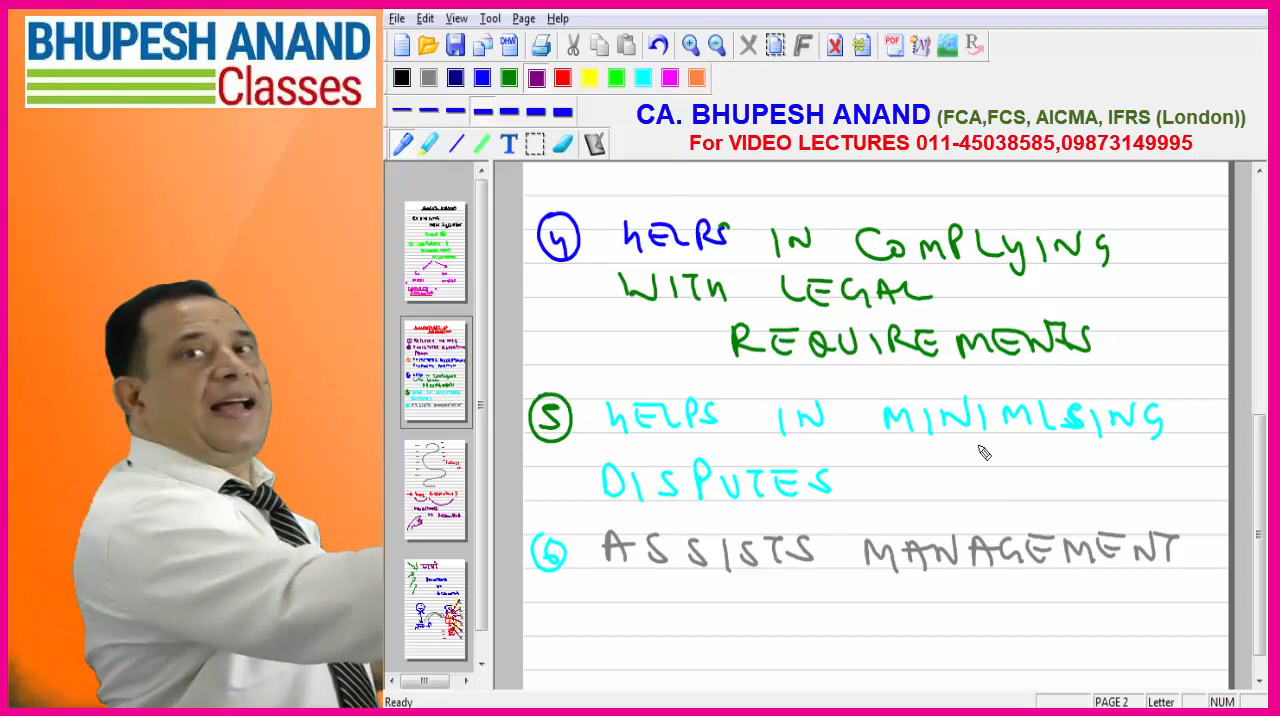 BHUPESH ANAND
Classes
File Edit View Tool Page Help
CA. BHUPESH ANAND (FCA,FCS, AICMA, IFRS (London))
For VIDEO LECTURES 011-45038585,09873149995
4 HELPS IN COMPLYING
WITH LEGAL
REQUIREMENTS
5 HELPS IN MINIMISING
DISPUTES
6 ASSISTS MANAGEMENT
Ready PAGE 2 Letter NUM